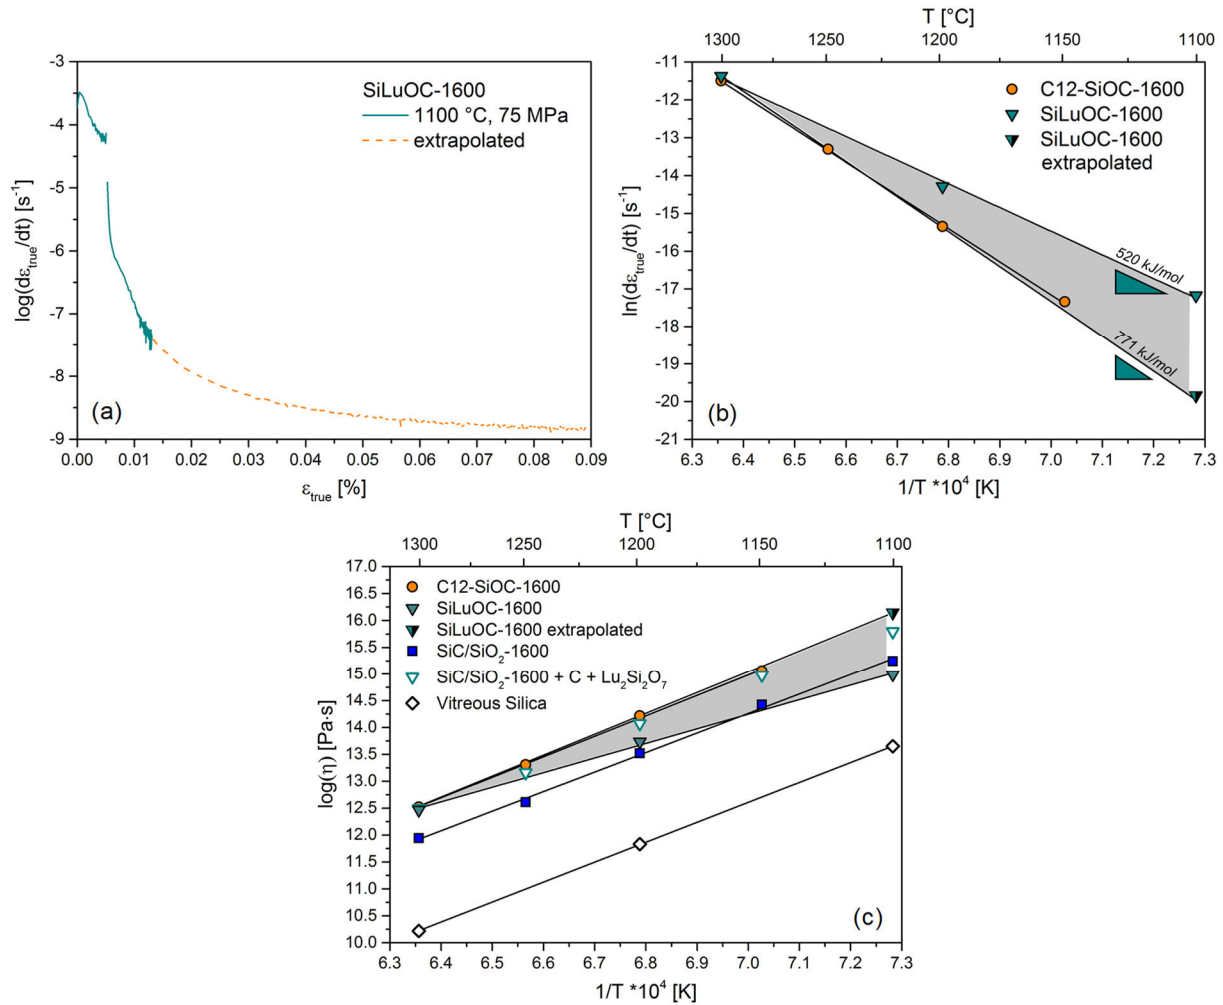 SiLuOC-1600
1100 °C, 75 MPa
extrapolated
log(dε_true/dt) [s⁻¹]
-3
-4
-5
-6
-7
-8
-9
(a)
0.00 0.01 0.02 0.03 0.04 0.05 0.06 0.07 0.08 0.09
ε_true [%]
T [°C]
1300 1250 1200 1150 1100
C12-SiOC-1600
SiLuOC-1600
SiLuOC-1600
extrapolated
ln(dε_true/dt) [s⁻¹]
-11
-12
-13
-14
-15
-16
-17
-18
-19
-20
-21
520 kJ/mol
771 kJ/mol
(b)
6.3 6.4 6.5 6.6 6.7 6.8 6.9 7.0 7.1 7.2 7.3
1/T *10⁴ [K]
T [°C]
1300 1250 1200 1150 1100
C12-SiOC-1600
SiLuOC-1600
SiLuOC-1600 extrapolated
SiC/SiO₂-1600
SiC/SiO₂-1600 + C + Lu₂Si₂O₇
Vitreous Silica
log(η) [Pa·s]
17.0
16.5
16.0
15.5
15.0
14.5
14.0
13.5
13.0
12.5
12.0
11.5
11.0
10.5
10.0
(c)
6.3 6.4 6.5 6.6 6.7 6.8 6.9 7.0 7.1 7.2 7.3
1/T *10⁴ [K]